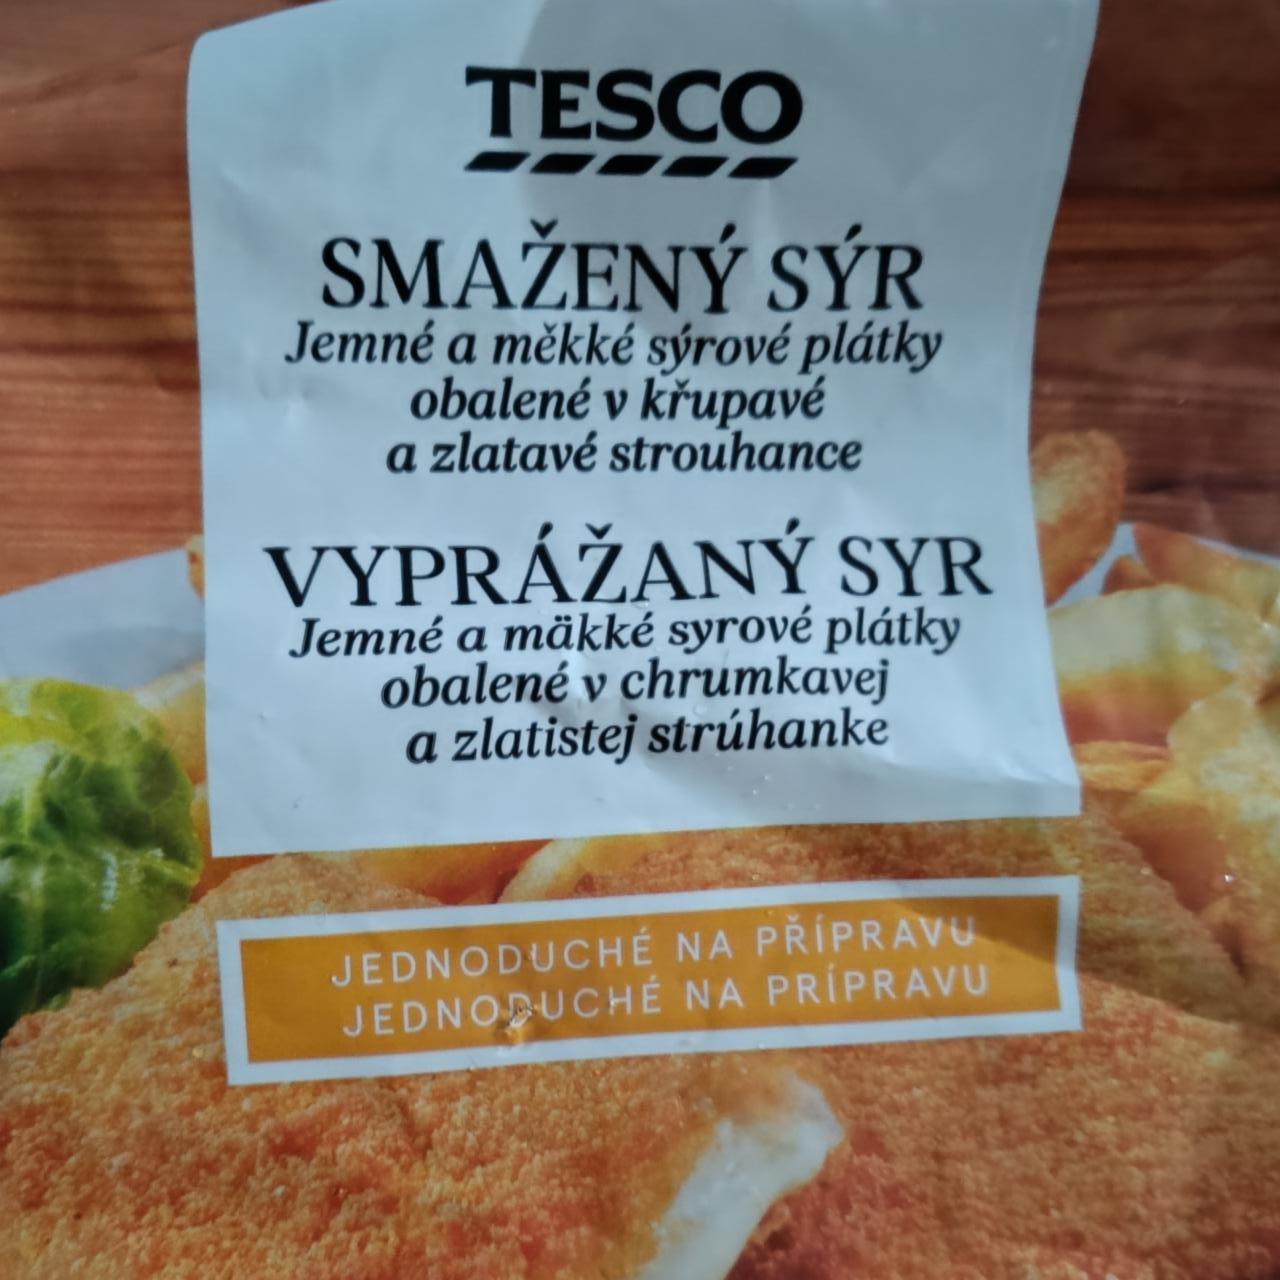 TESCO
SMAŽENÝ SÝR
Jemné a měkké sýrové plátky
obalené v křupavé
a zlatavé strouhance
VYPRÁŽANÝ SYR
Jemné a mäkké syrové plátky
obalené v chrumkavej
a zlatistej strúhanke
JEDNODUCHÉ NA PŘÍPRAVU
JEDNODUCHÉ NA PRÍPRAVU